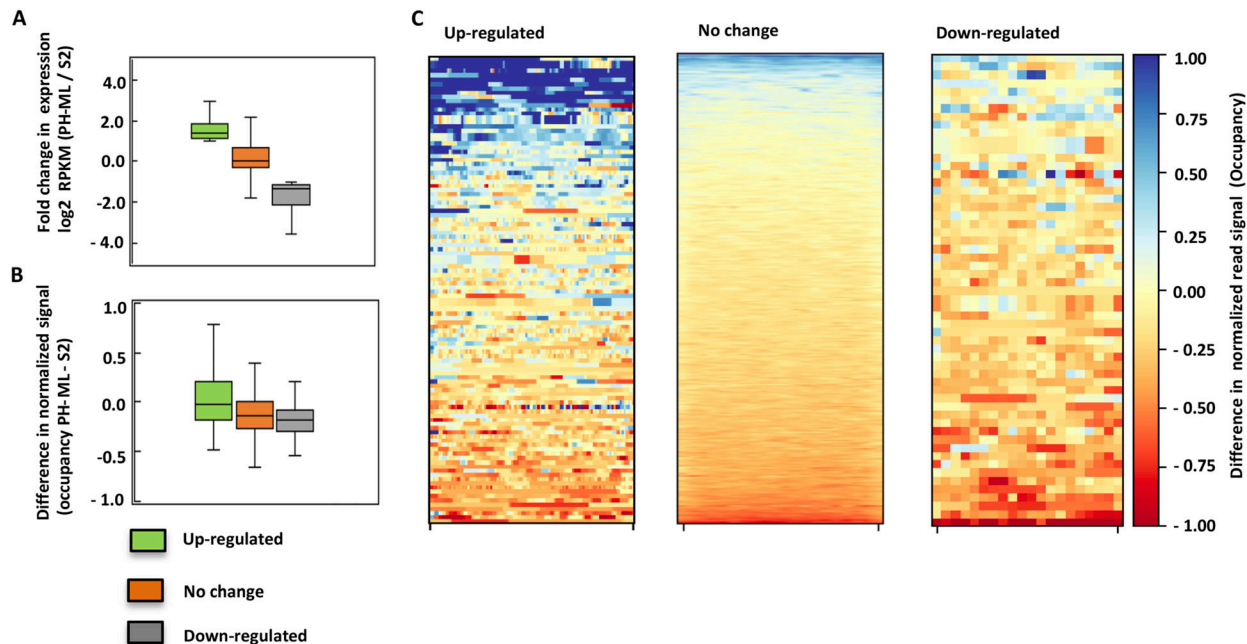 A
Fold change in expression
log2 RPKM (PH-ML / S2)
4.0
2.0
0.0
- 2.0
- 4.0
B
Difference in normalized signal
(occupancy PH-ML - S2)
1.0
0.5
0.0
- 0.5
- 1.0
Up-regulated
No change
Down-regulated
C
Up-regulated
No change
Down-regulated
1.00
0.75
0.50
0.25
0.00
- 0.25
- 0.50
- 0.75
- 1.00
Difference in normalized read signal (Occupancy)